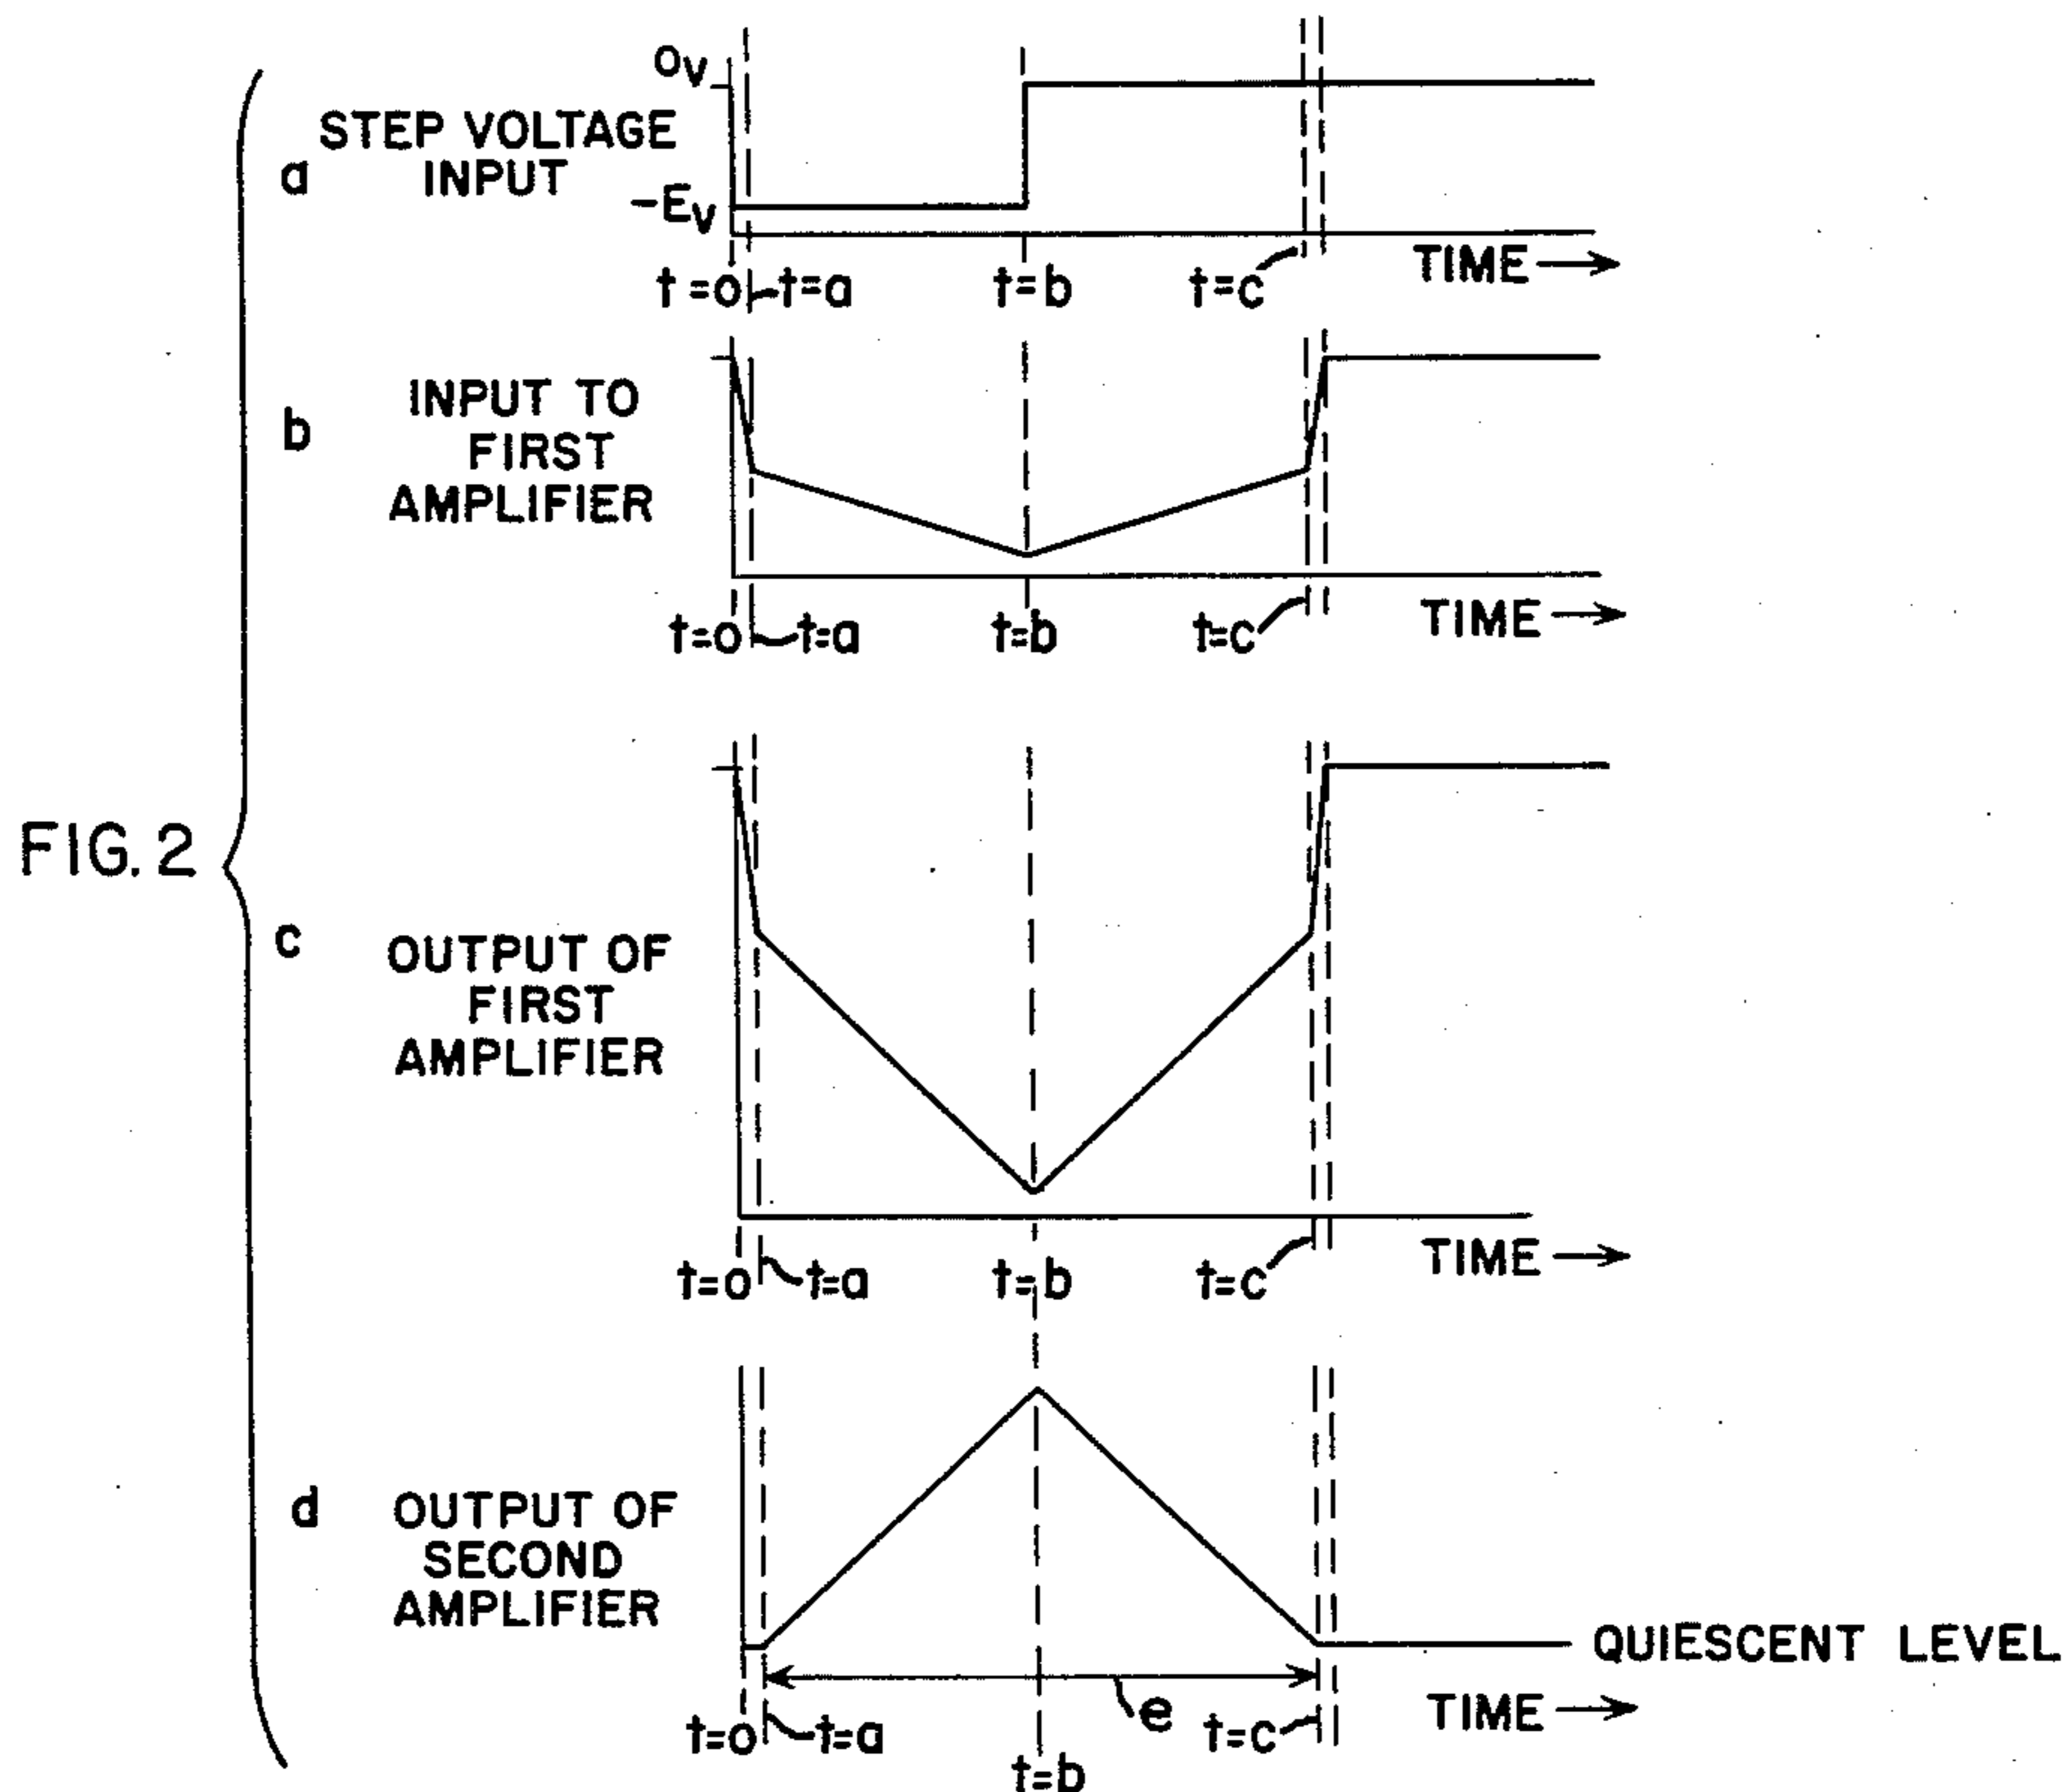 FIG. 2
a
STEP VOLTAGE
INPUT
Ov
-Ev
t=o
t=a
t=b
t=c
TIME
b
INPUT TO
FIRST
AMPLIFIER
t=o
t=a
t=b
t=c
TIME
c
OUTPUT OF
FIRST
AMPLIFIER
t=o
t=a
t=b
t=c
TIME
d
OUTPUT OF
SECOND
AMPLIFIER
QUIESCENT LEVEL
e
t=o
t=a
t=b
t=c
TIME